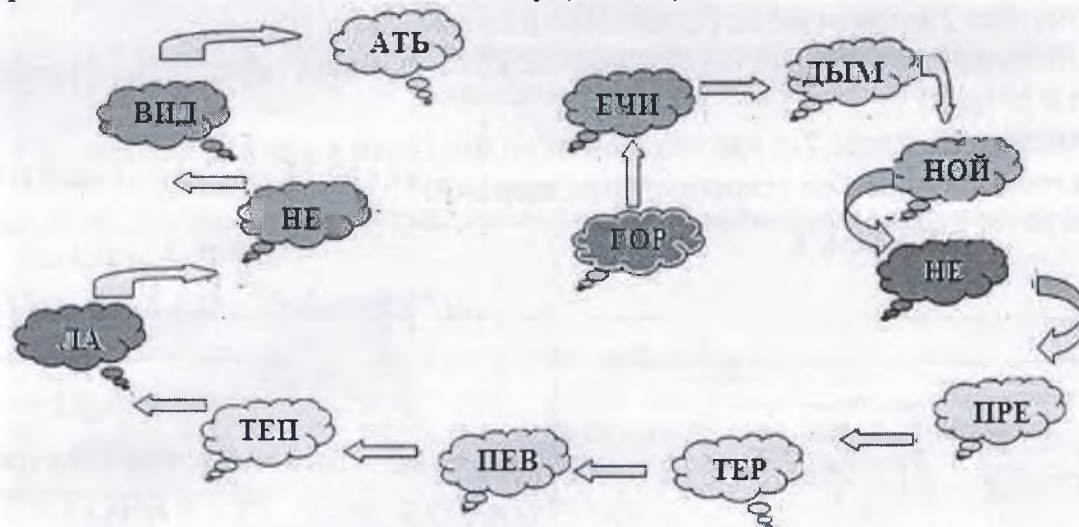 АТЬ
ВИД
НЕ
ЛА
ТЕП
ПЕВ
ТЕР
ПРЕ
НЕ
НОЙ
ДЫМ
ЕЧИ
ГОР